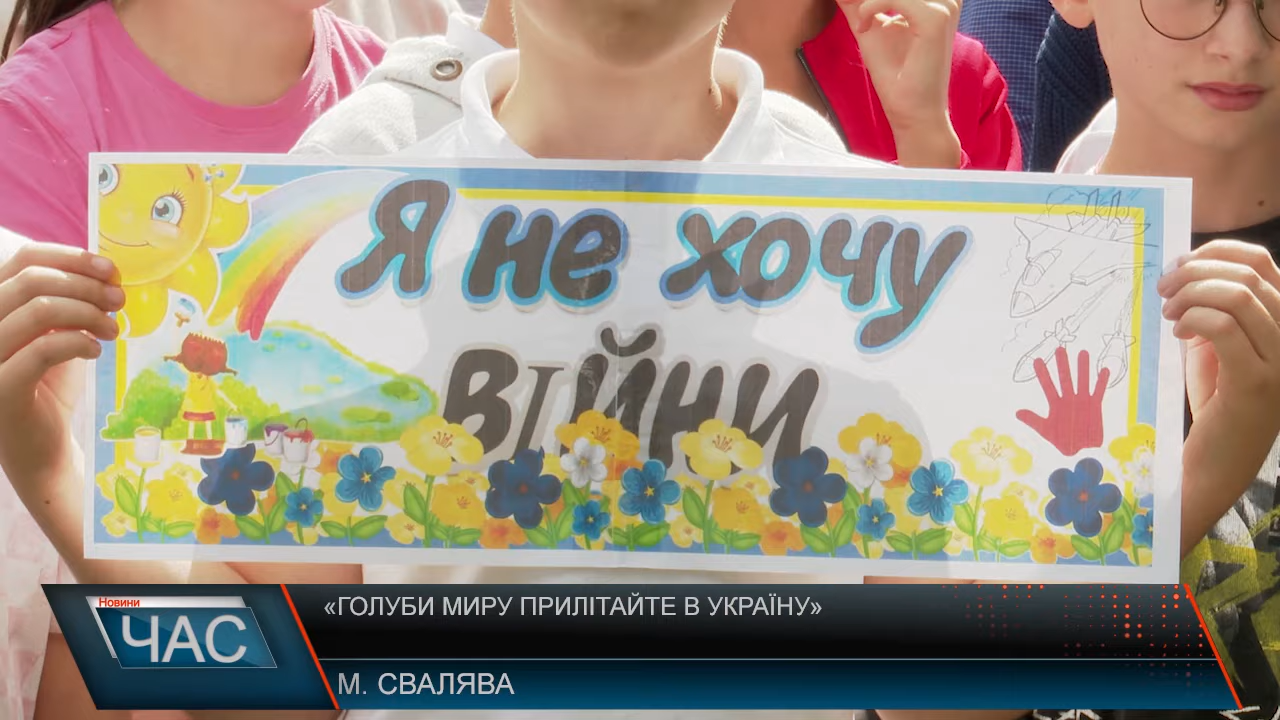 Я не хочу
війни
Новини
ЧАС
«ГОЛУБИ МИРУ ПРИЛІТАЙТЕ В УКРАЇНУ»
М. СВАЛЯВА